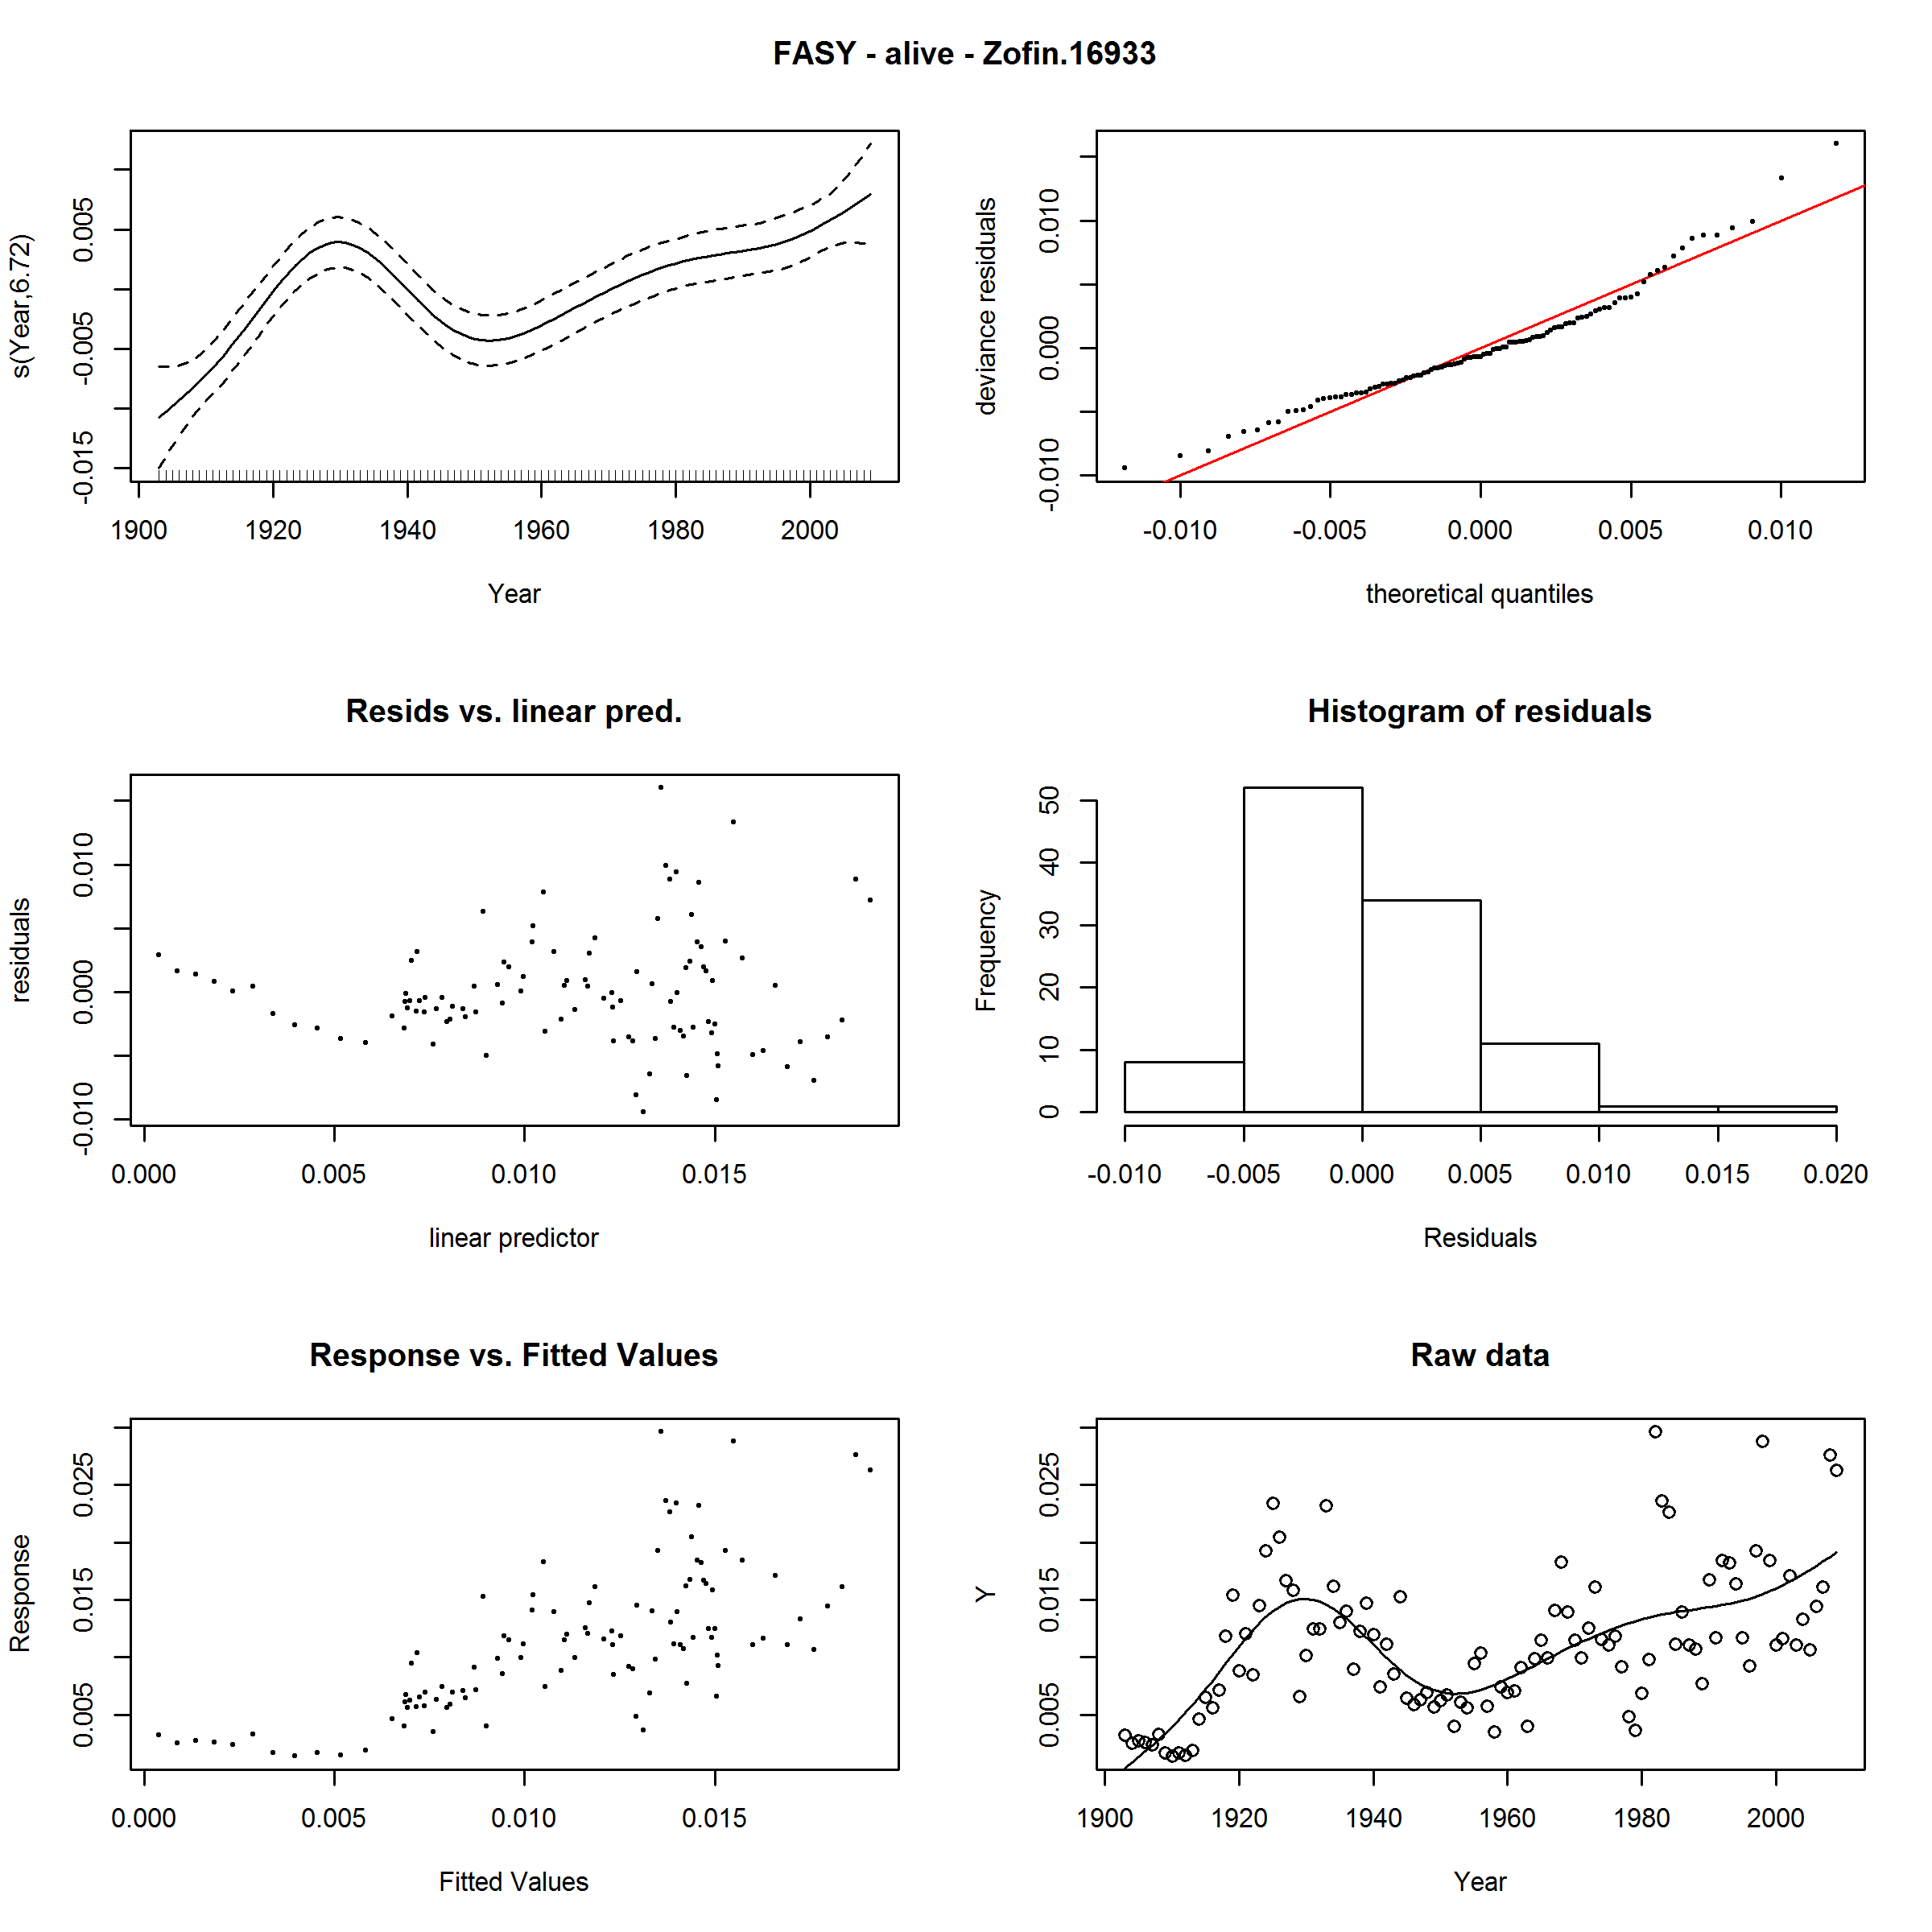 FASY - alive - Zofin.16933
s(Year,6.72)
-0.015 -0.005 0.005
1900 1920 1940 1960 1980 2000
Year
deviance residuals
-0.010 0.000 0.010
-0.010 -0.005 0.000 0.005 0.010
theoretical quantiles
Resids vs. linear pred.
residuals
-0.010 0.000 0.010
0.000 0.005 0.010 0.015
linear predictor
Histogram of residuals
Frequency
0 10 20 30 40 50
-0.010 -0.005 0.000 0.005 0.010 0.015 0.020
Residuals
Response vs. Fitted Values
Response
0.005 0.015 0.025
0.000 0.005 0.010 0.015
Fitted Values
Raw data
Y
0.005 0.015 0.025
1900 1920 1940 1960 1980 2000
Year